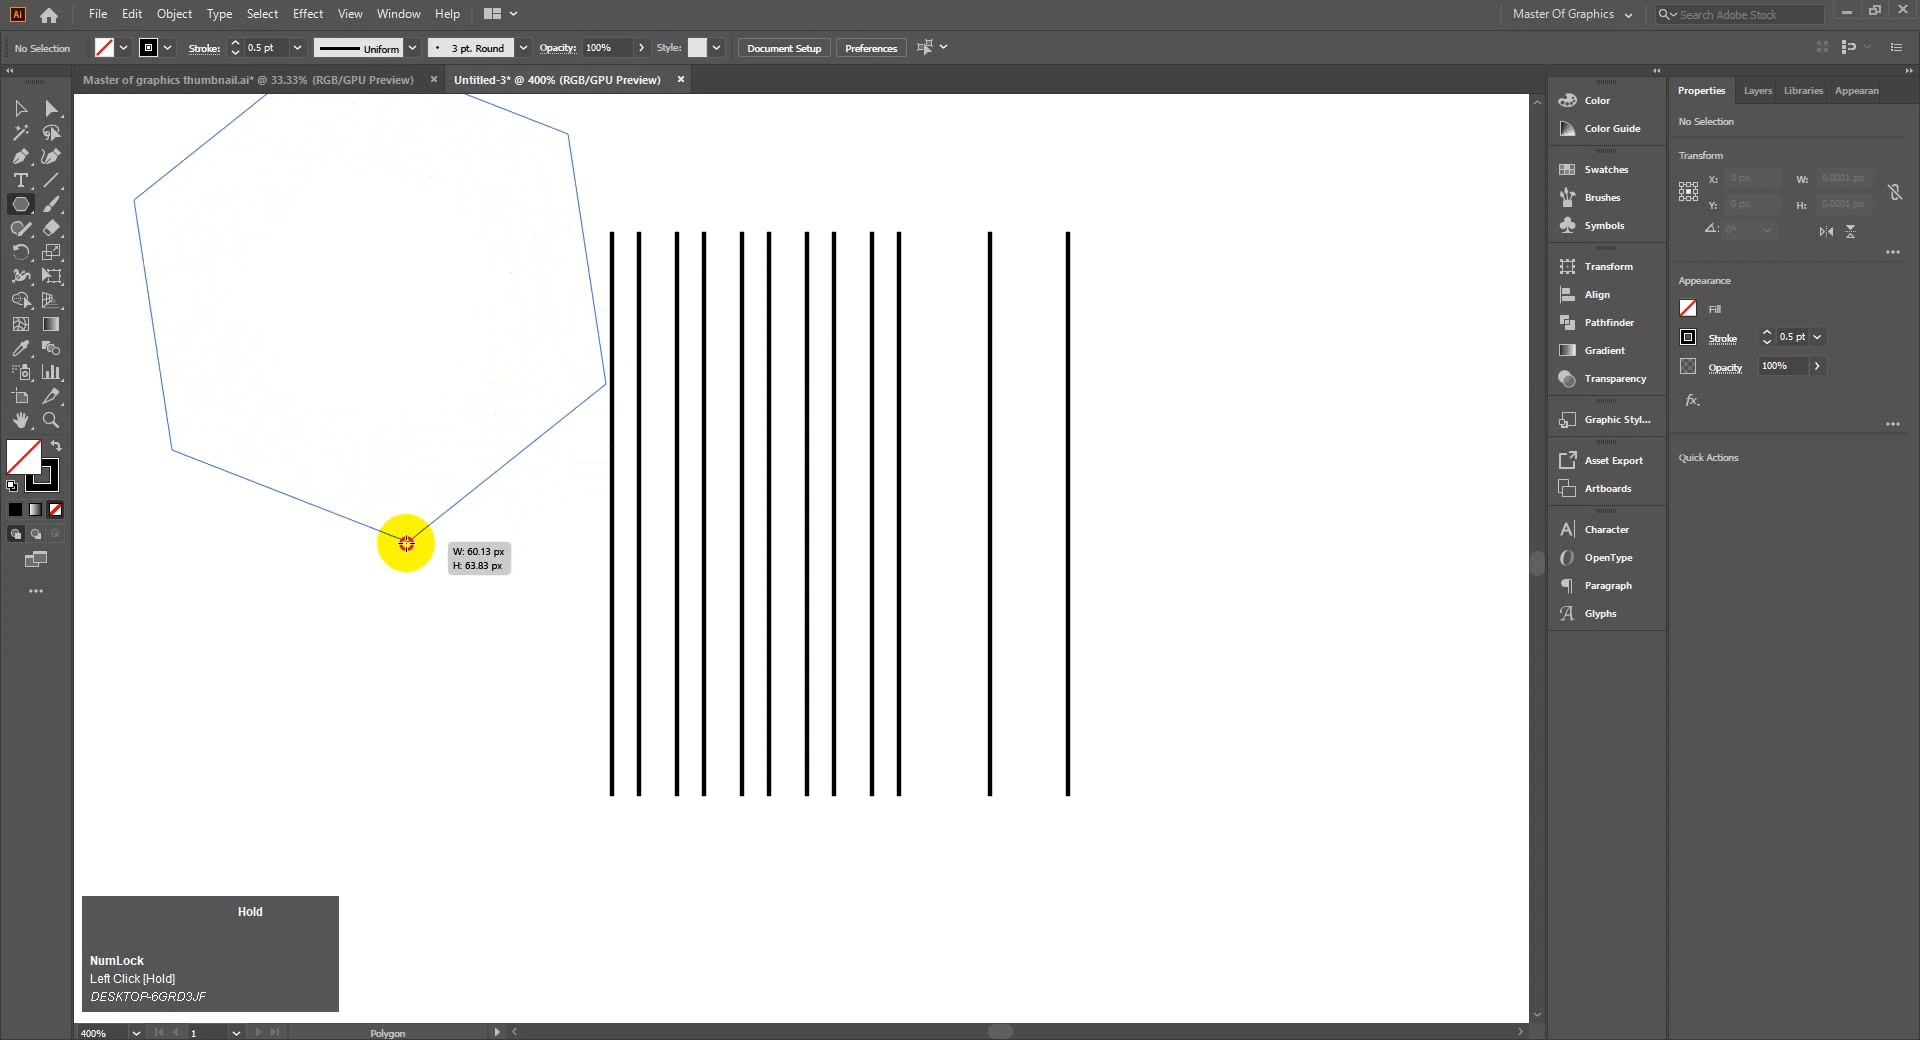 Ai File Edit Object Type Select Effect View Window Help Master Of Graphics Search Adobe Stock
No Selection Stroke: 0.5 pt Uniform 3 pt. Round Opacity: 100% Style: Document Setup Preferences
Master of graphics thumbnail.ai* @ 33.33% (RGB/GPU Preview) × Untitled-3* @ 400% (RGB/GPU Preview) ×
Color
Color Guide
Swatches
Brushes
Symbols
Transform
Align
Pathfinder
Gradient
Transparency
Graphic Styl...
Asset Export
Artboards
Character
OpenType
Paragraph
Glyphs
Properties Layers Libraries Appearan
No Selection
Transform
X: 0 px W: 0.0001 px
Y: 0 px H: 0.0001 px
0°
Appearance
Fill
Stroke 0.5 pt
Opacity 100%
fx.
Quick Actions
W: 60.13 px
H: 63.83 px
Hold
NumLock
Left Click [Hold]
DESKTOP-6GRD3JF
400% 1 Polygon